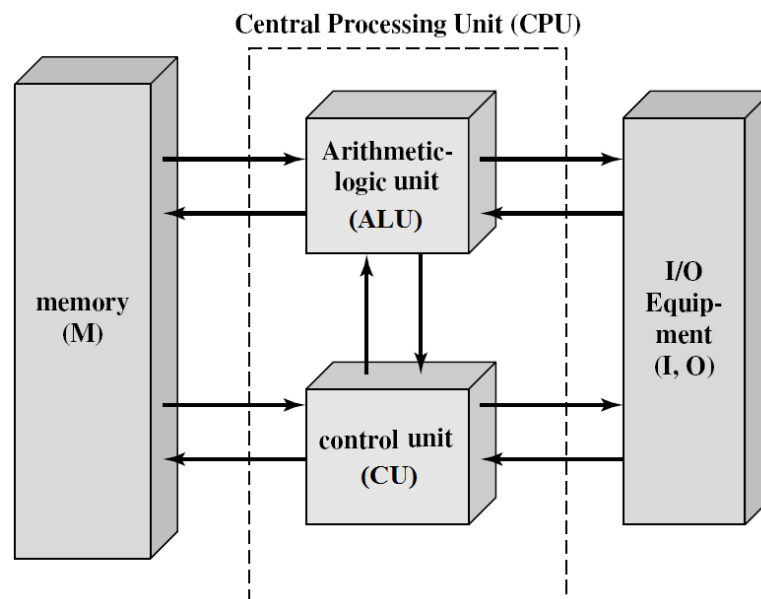 Central Processing Unit (CPU)
Arithmetic-
logic unit
(ALU)
memory
(M)
I/O
Equip-
ment
(I, O)
control unit
(CU)